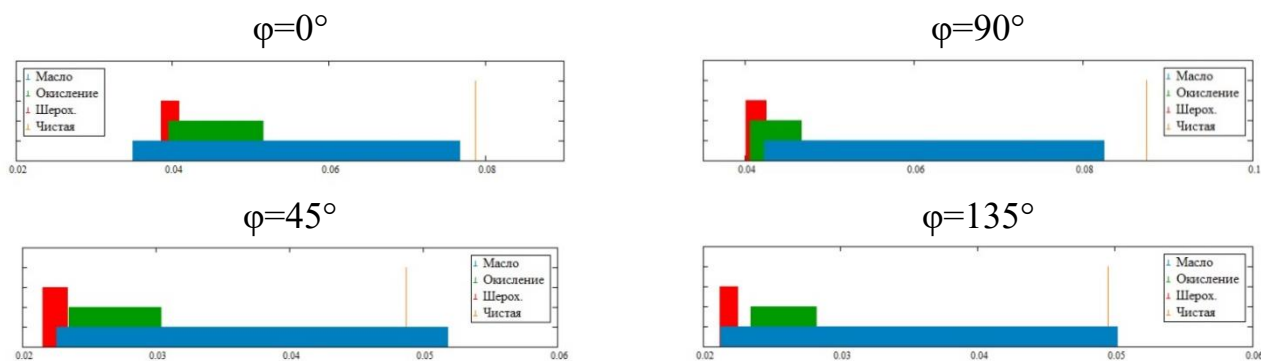 φ=0°
Масло
Окисление
Шерох.
Чистая
0.02 0.04 0.06 0.08
φ=90°
Масло
Окисление
Шерох.
Чистая
0.04 0.06 0.08 0.1
φ=45°
Масло
Окисление
Шерох.
Чистая
0.02 0.03 0.04 0.05 0.06
φ=135°
Масло
Окисление
Шерох.
Чистая
0.02 0.03 0.04 0.05 0.06